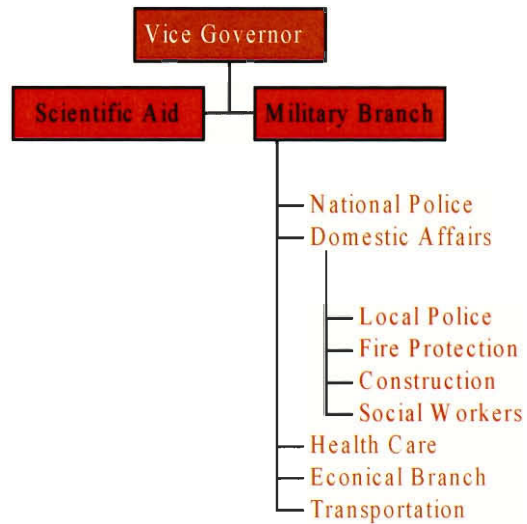 Vice Governor
Scientific Aid
Military Branch
National Police
Domestic Affairs
Local Police
Fire Protection
Construction
Social Workers
Health Care
Econical Branch
Transportation